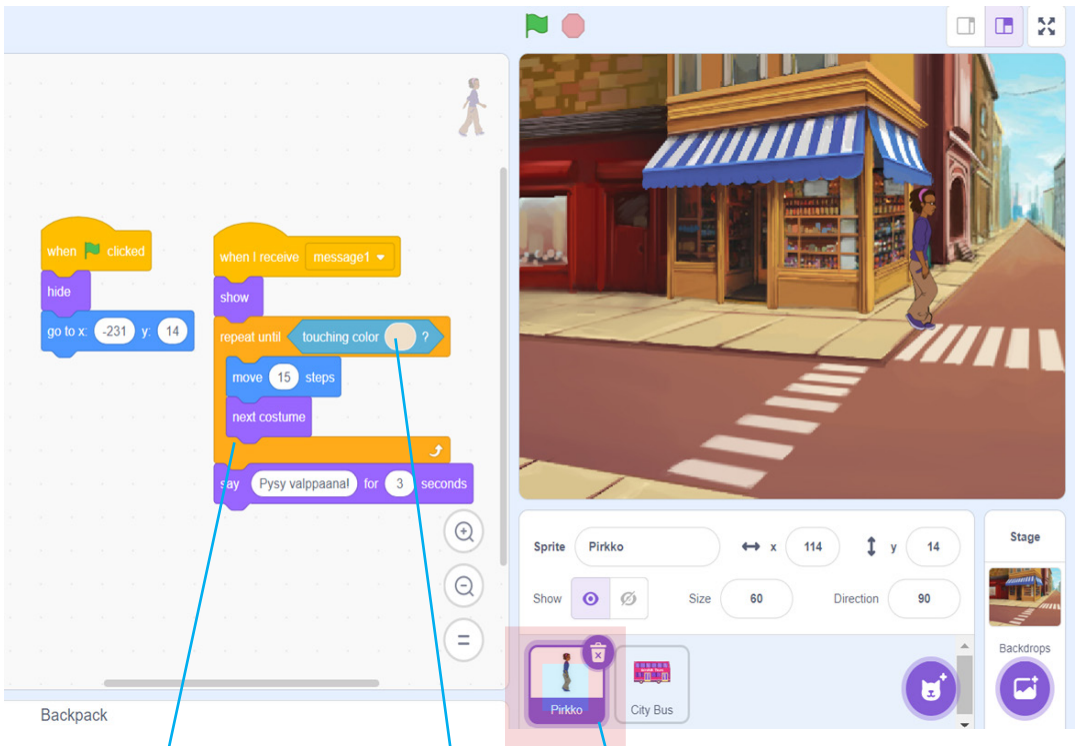 when clicked
hide
go to x: -231 y: 14
when I receive message1
show
repeat until touching color ?
move 15 steps
next costume
say Pysy valppaana! for 3 seconds
Backpack
Sprite Pirkko x 114 y 14
Show Size 60 Direction 90
Pirkko
City Bus
Stage
Backdrops